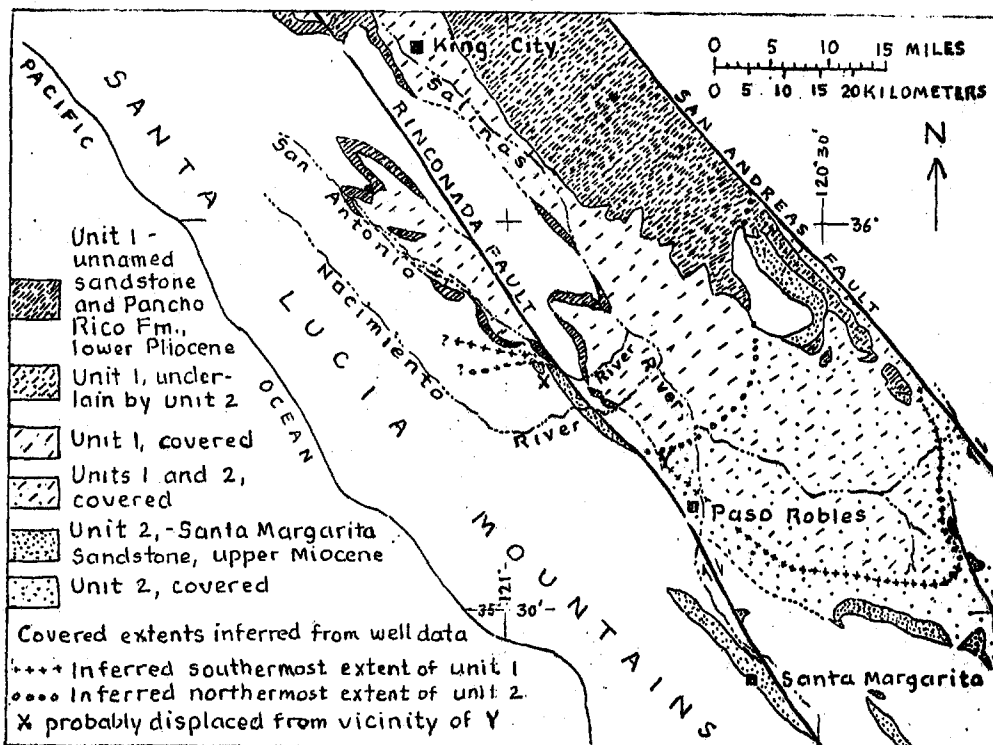 King City
0 5 10 15 MILES
0 5 10 15 20 KILOMETERS
N
PACIFIC
OCEAN
SANTA
LUCIA
MOUNTAINS
San
Antonio
Nacimiento
River
Salinas
River
River
RINCONADA FAULT
SAN ANDREAS FAULT
120° 30'
36°
Unit 1 -
unnamed
sandstone
and Pancho
Rico Fm.,
lower Pliocene
Unit 1, under-
lain by unit 2
Unit 1, covered
Units 1 and 2,
covered
Unit 2, -Santa Margarita
Sandstone, upper Miocene
Unit 2, covered
?
?
X
Paso Robles
Santa Margarita
121°
35° 30'
Covered extents inferred from well data
++++ Inferred southermost extent of unit 1
•••• Inferred northermost extent of unit 2.
X probably displaced from vicinity of Y